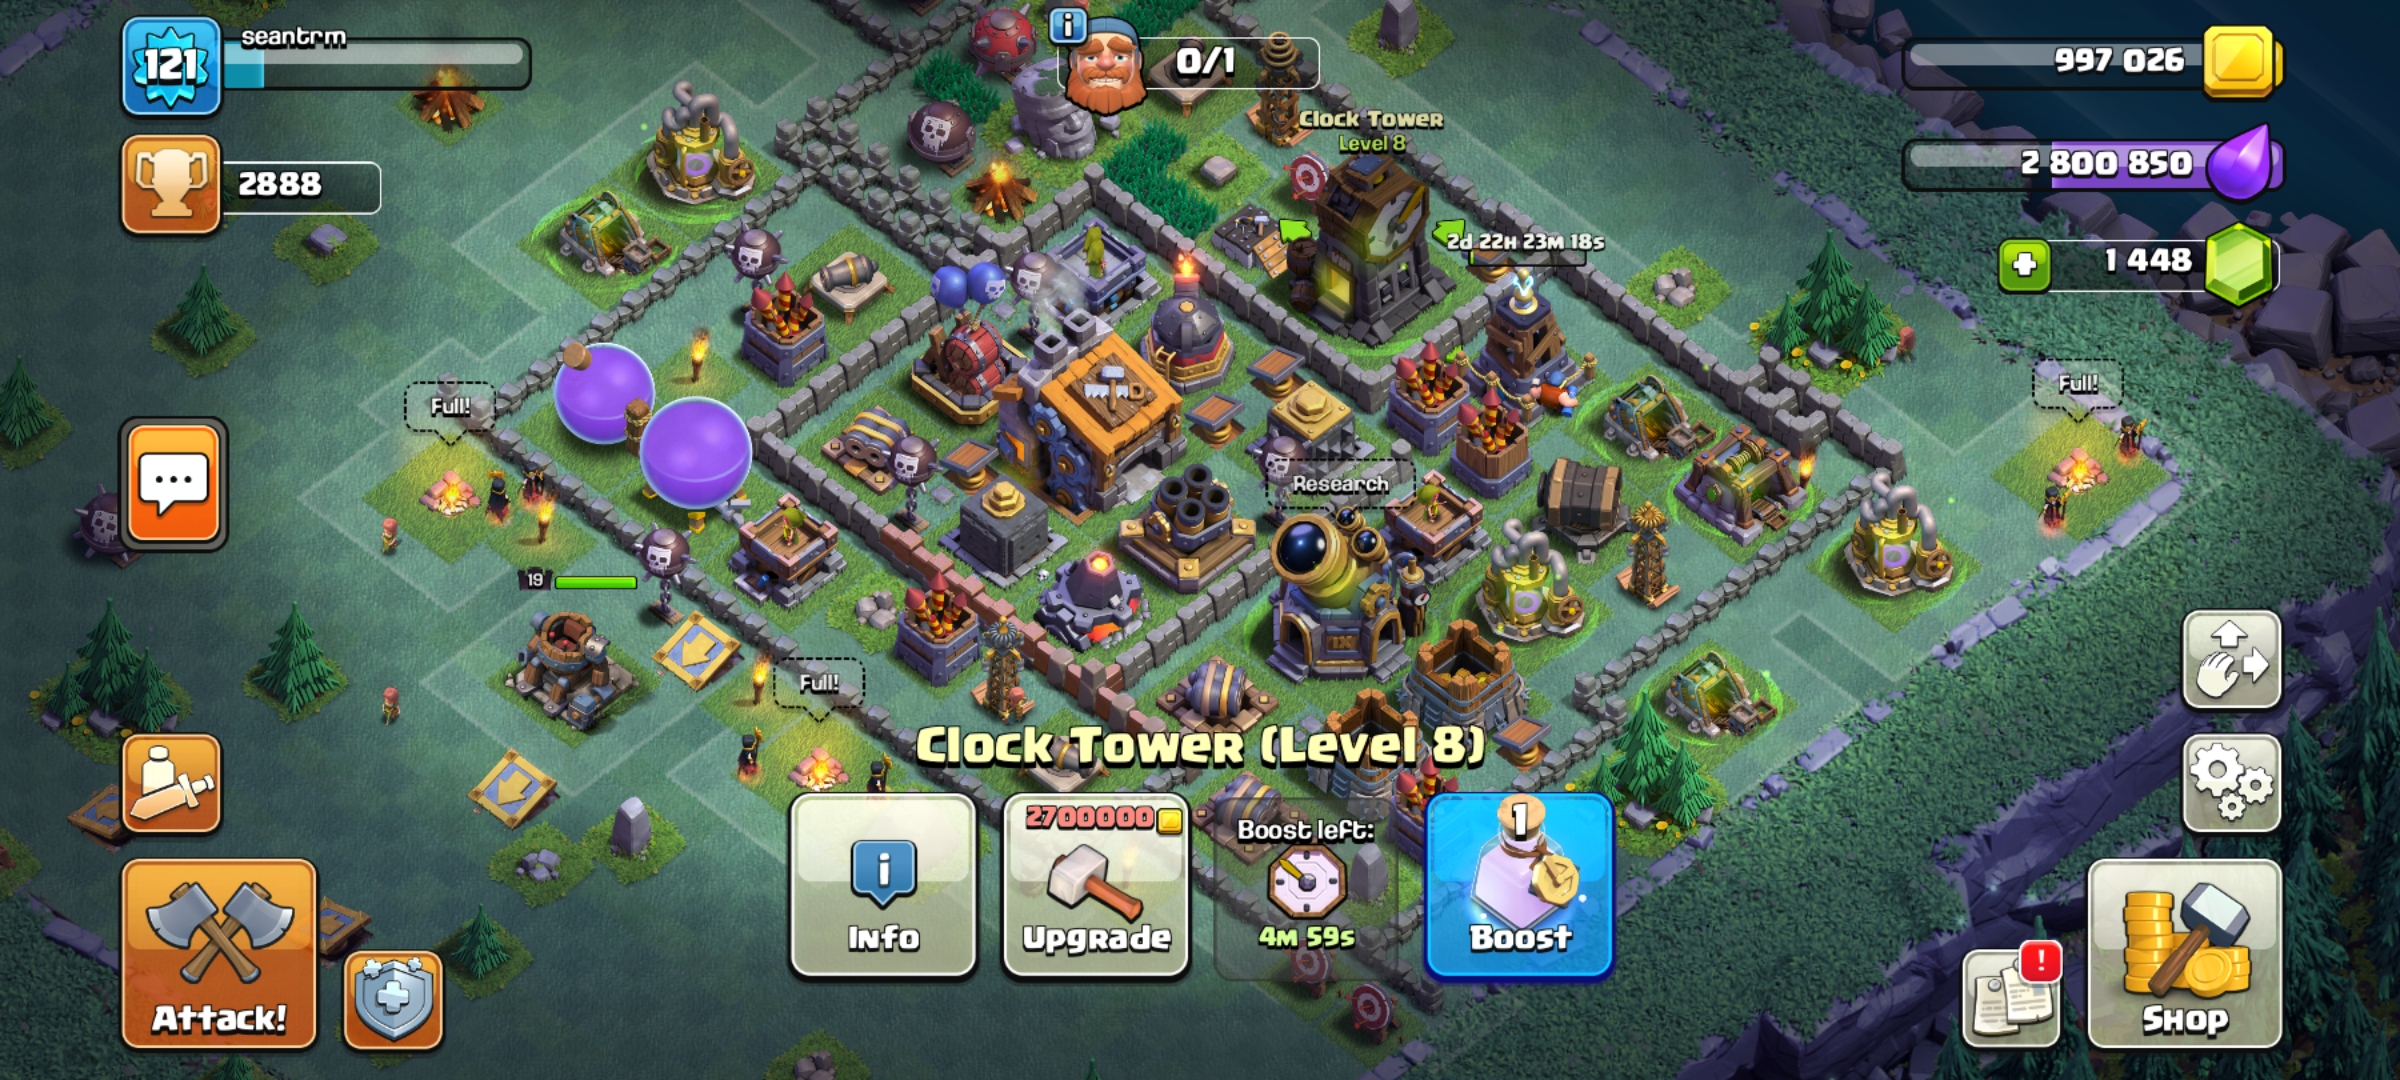 121
seantrm
2888
i
0/1
997 026
2 800 850
1 448
Clock Tower
Level 8
2d 22h 23m 18s
Full!
Full!
Research
19
Full!
Clock Tower (Level 8)
i
Info
2700000
Upgrade
Boost left:
4m 59s
1
Boost
Attack!
!
Shop